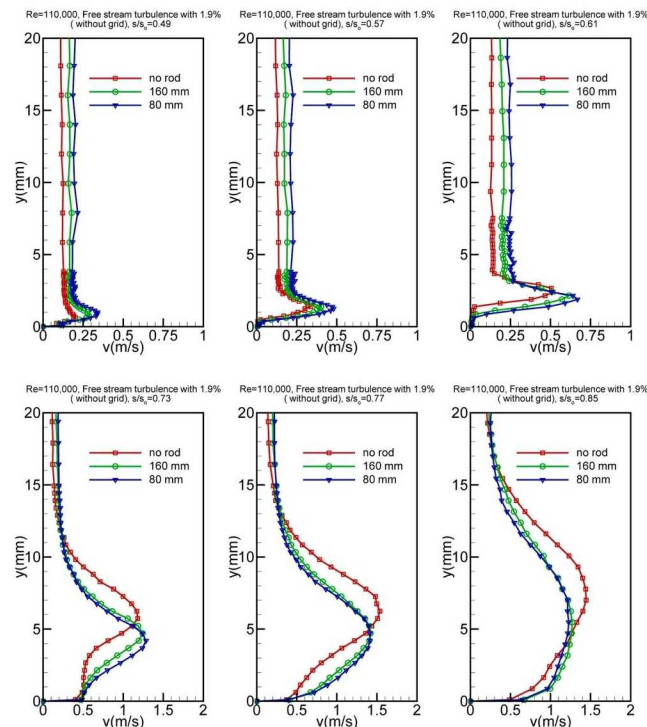 Re=110,000, Free stream turbulence with 1.9%
( without grid), s/so=0.49
20
15
10
5
0
y(mm)
no rod
160 mm
80 mm
0 0.25 0.5 0.75 1
v(m/s)
Re=110,000, Free stream turbulence with 1.9%
( without grid), s/so=0.57
20
15
10
5
0
y(mm)
no rod
160 mm
80 mm
0 0.25 0.5 0.75 1
v(m/s)
Re=110,000, Free stream turbulence with 1.9%
( without grid), s/so=0.61
20
15
10
5
0
y(mm)
no rod
160 mm
80 mm
0 0.25 0.5 0.75 1
v(m/s)
Re=110,000, Free stream turbulence with 1.9%
( without grid), s/so=0.73
20
15
10
5
0
y(mm)
no rod
160 mm
80 mm
0 0.5 1 1.5 2
v(m/s)
Re=110,000, Free stream turbulence with 1.9%
( without grid), s/so=0.77
20
15
10
5
0
y(mm)
no rod
160 mm
80 mm
0 0.5 1 1.5 2
v(m/s)
Re=110,000, Free stream turbulence with 1.9%
( without grid), s/so=0.85
20
15
10
5
0
y(mm)
no rod
160 mm
80 mm
0 0.5 1 1.5 2
v(m/s)